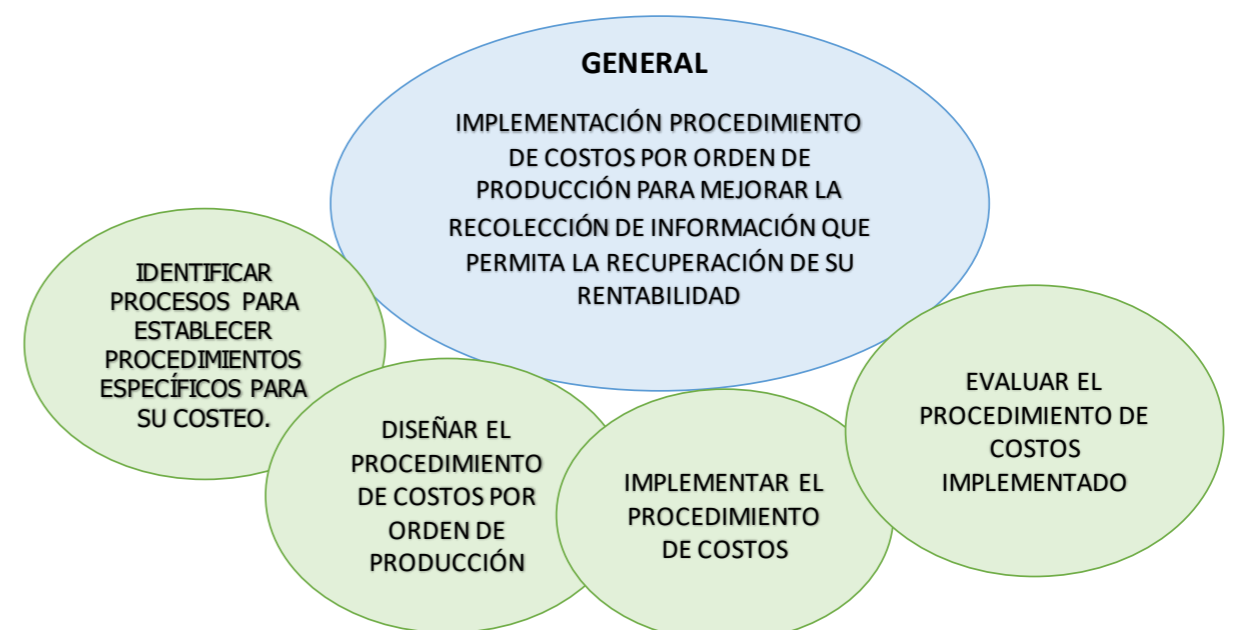 GENERAL
IMPLEMENTACIÓN PROCEDIMIENTO
DE COSTOS POR ORDEN DE
PRODUCCIÓN PARA MEJORAR LA
RECOLECCIÓN DE INFORMACIÓN QUE
PERMITA LA RECUPERACIÓN DE SU
RENTABILIDAD
IDENTIFICAR
PROCESOS PARA
ESTABLECER
PROCEDIMIENTOS
ESPECÍFICOS PARA
SU COSTEO.
DISEÑAR EL
PROCEDIMIENTO
DE COSTOS POR
ORDEN DE
PRODUCCIÓN
IMPLEMENTAR EL
PROCEDIMIENTO
DE COSTOS
EVALUAR EL
PROCEDIMIENTO DE
COSTOS
IMPLEMENTADO